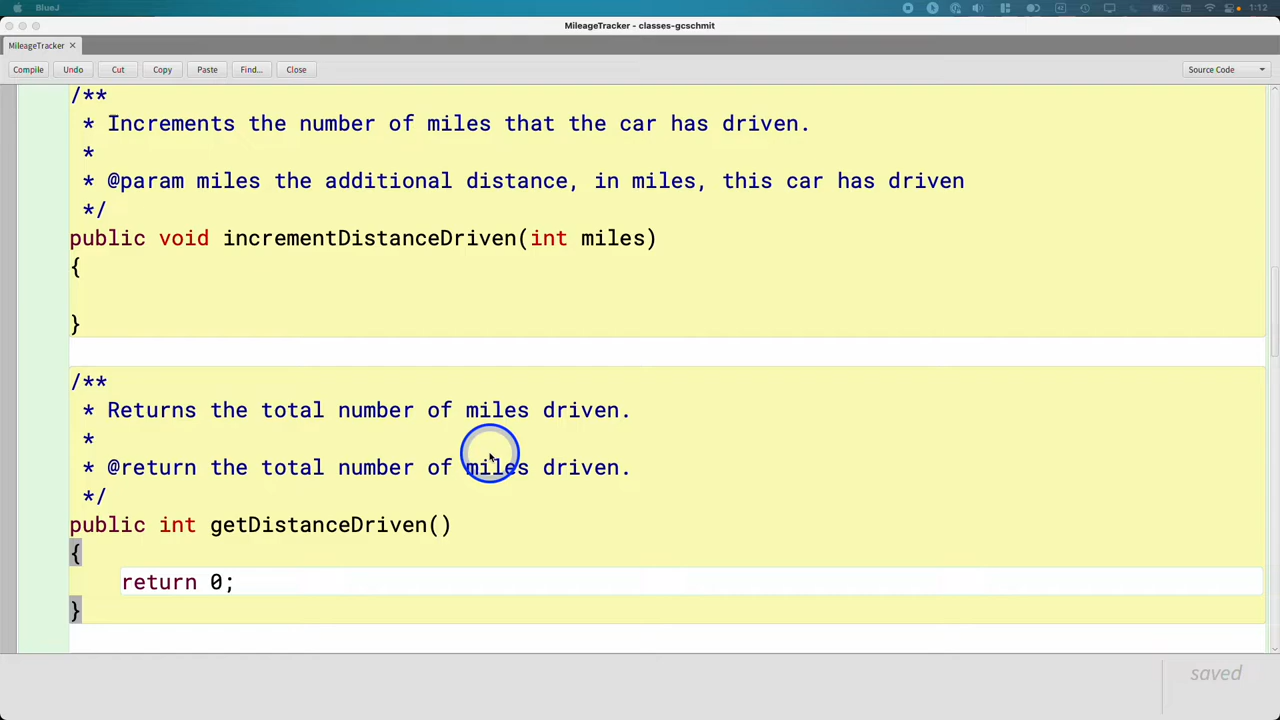 BlueJ
1:12
MileageTracker - classes-gcschmit
MileageTracker ×
Compile Undo Cut Copy Paste Find... Close Source Code
/**
* Increments the number of miles that the car has driven.
*
* @param miles the additional distance, in miles, this car has driven
*/
public void incrementDistanceDriven(int miles)
{
}
/**
* Returns the total number of miles driven.
*
* @return the total number of miles driven.
*/
public int getDistanceDriven()
{
return 0;
}
saved